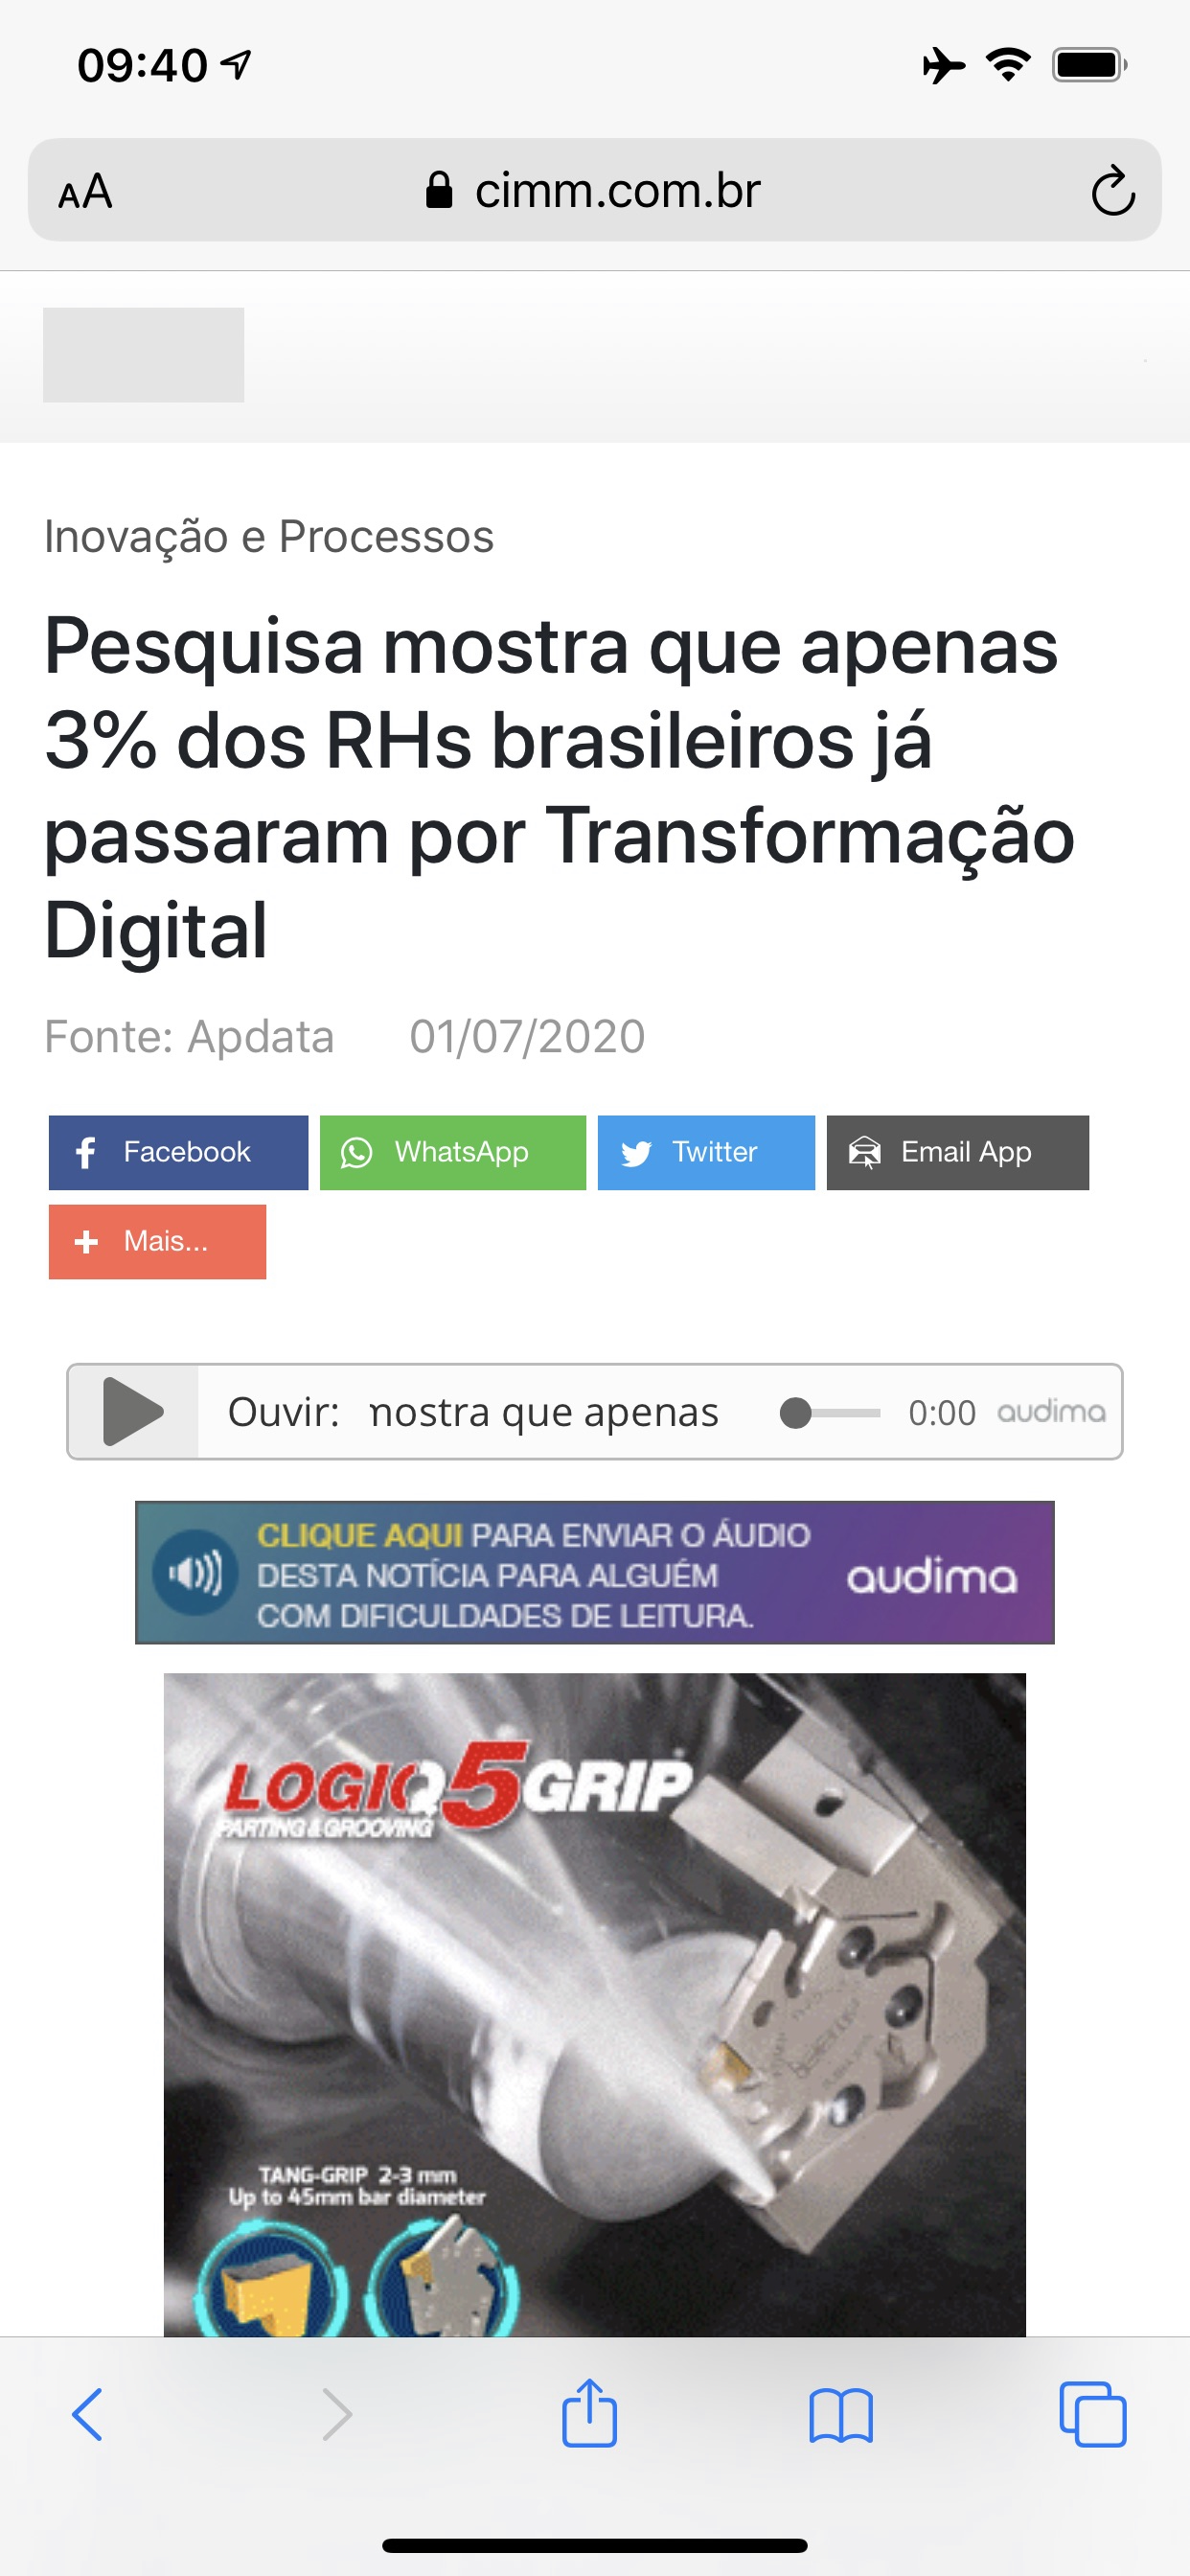 09:40
AA cimm.com.br
Inovação e Processos
Pesquisa mostra que apenas
3% dos RHs brasileiros já
passaram por Transformação
Digital
Fonte: Apdata 01/07/2020
Facebook WhatsApp Twitter Email App
Mais...
Ouvir: mostra que apenas 0:00 audima
CLIQUE AQUI PARA ENVIAR O ÁUDIO
DESTA NOTÍCIA PARA ALGUÉM
COM DIFICULDADES DE LEITURA.
audima
LOGIQ5GRIP
PARTING & GROOVING
TANG-GRIP 2-3 mm
Up to 45mm bar diameter